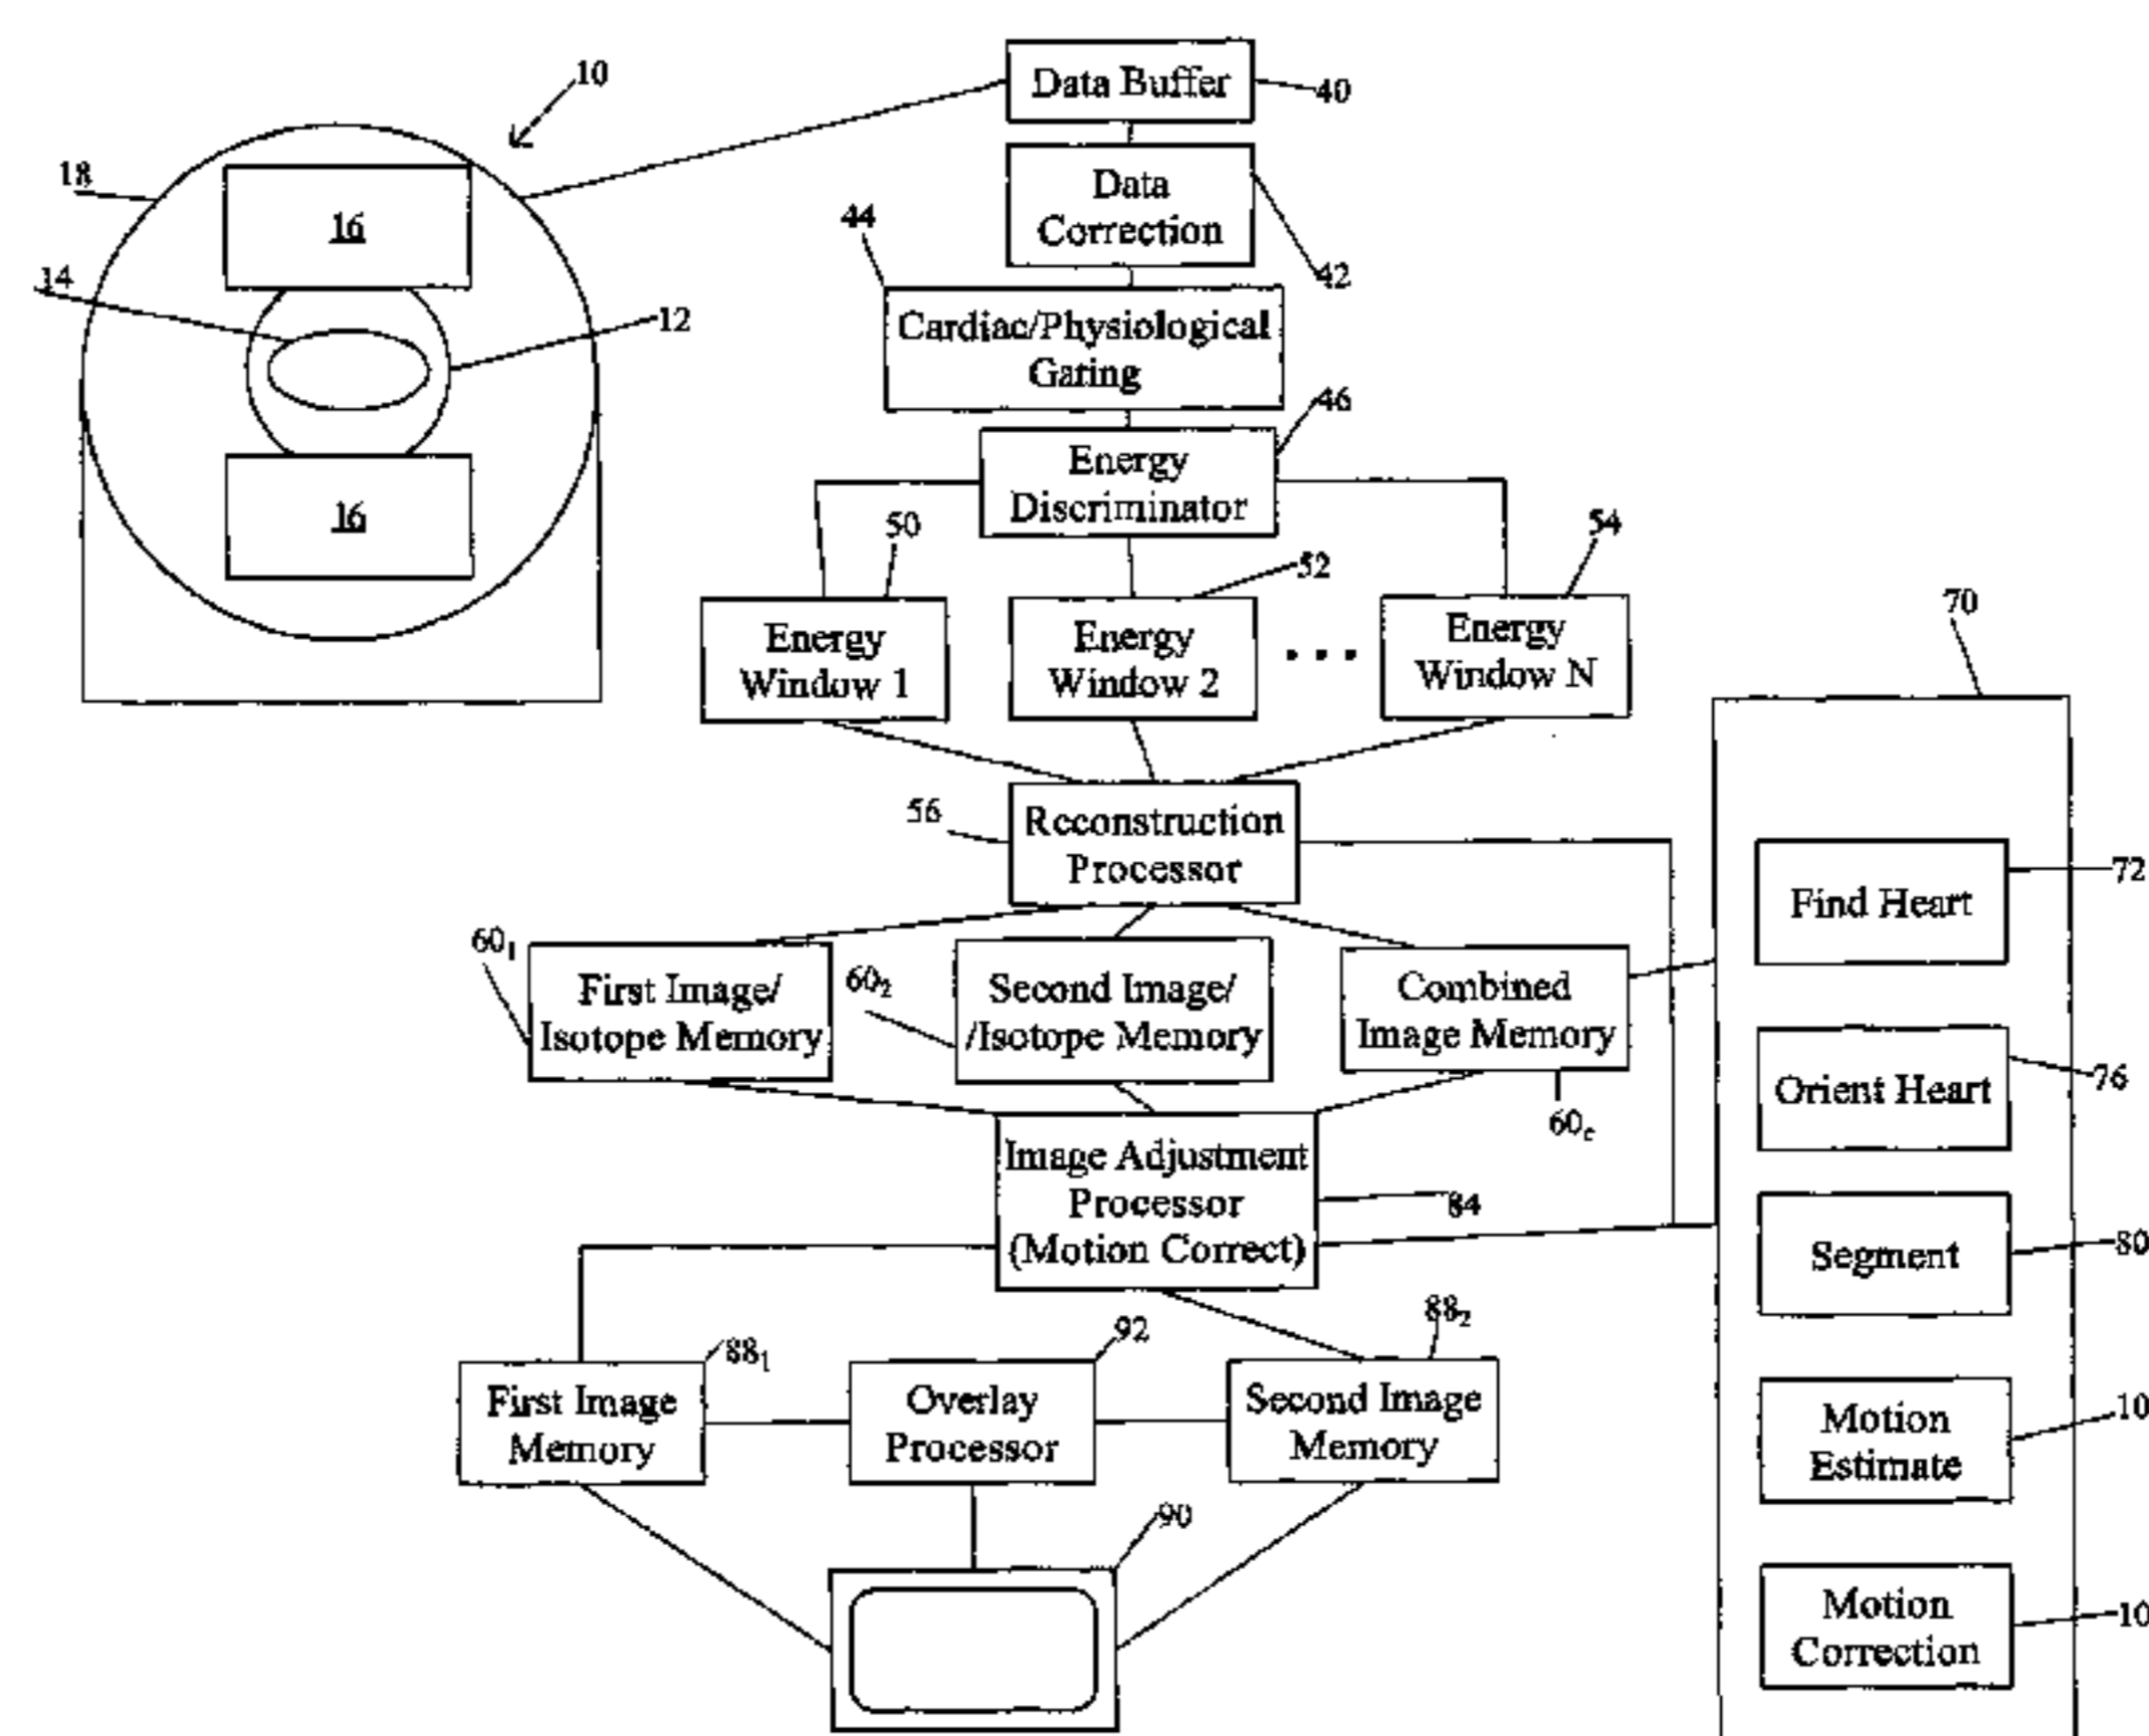 10
Data Buffer
40
18
16
Data
Correction
42
44
14
12
Cardiac/Physiological
Gating
46
Energy
Discriminator
16
50
52
54
Energy
Window 1
Energy
Window 2
...
Energy
Window N
70
56
Reconstruction
Processor
72
Find Heart
60₁
First Image/
Isotope Memory
60₂
Second Image/
/Isotope Memory
Combined
Image Memory
60c
76
Orient Heart
Image Adjustment
Processor
(Motion Correct)
84
80
Segment
88₁
First Image
Memory
92
Overlay
Processor
88₂
Second Image
Memory
10
Motion
Estimate
90
10
Motion
Correction